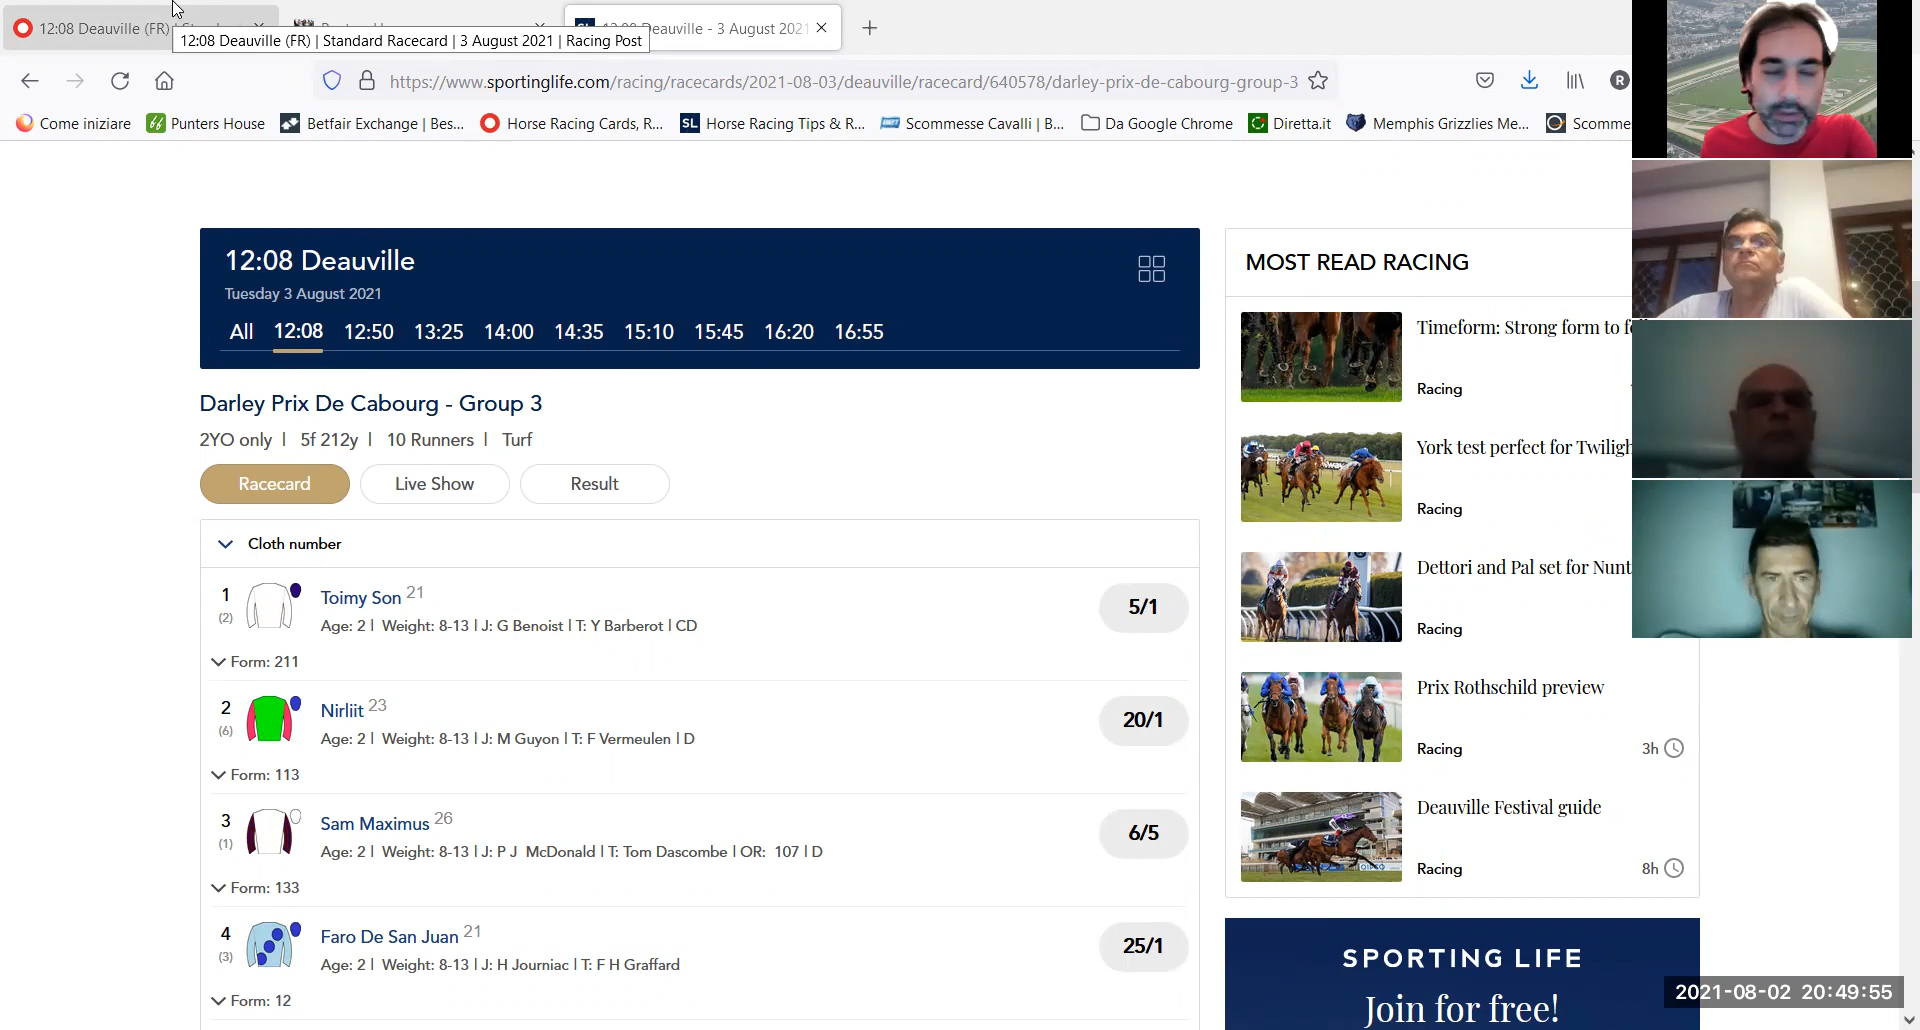 12:08 Deauville (FR)
12:08 Deauville - 3 August 2021
12:08 Deauville (FR) | Standard Racecard | 3 August 2021 | Racing Post
https://www.sportinglife.com/racing/racecards/2021-08-03/deauville/racecard/640578/darley-prix-de-cabourg-group-3
R
Come iniziare
Punters House
Betfair Exchange | Bes...
Horse Racing Cards, R...
SL Horse Racing Tips & R...
Scommesse Cavalli | B...
Da Google Chrome
Diretta.it
Memphis Grizzlies Me...
Scomme
12:08 Deauville
Tuesday 3 August 2021
All 12:08 12:50 13:25 14:00 14:35 15:10 15:45 16:20 16:55
Darley Prix De Cabourg - Group 3
2YO only | 5f 212y | 10 Runners | Turf
Racecard Live Show Result
Cloth number
1 (2) Toimy Son 21 5/1
Age: 2 | Weight: 8-13 | J: G Benoist | T: Y Barberot | CD
Form: 211
2 (6) Nirliit 23 20/1
Age: 2 | Weight: 8-13 | J: M Guyon | T: F Vermeulen | D
Form: 113
3 (1) Sam Maximus 26 6/5
Age: 2 | Weight: 8-13 | J: P J McDonald | T: Tom Dascombe | OR: 107 | D
Form: 133
4 (3) Faro De San Juan 21 25/1
Age: 2 | Weight: 8-13 | J: H Journiac | T: F H Graffard
Form: 12
MOST READ RACING
Timeform: Strong form to
Racing
York test perfect for
Racing
Dettori and Pal set for
Racing
Prix Rothschild preview
Racing 3h
Deauville Festival guide
Racing 8h
SPORTING LIFE
Join for free!
2021-08-02 20:49:55